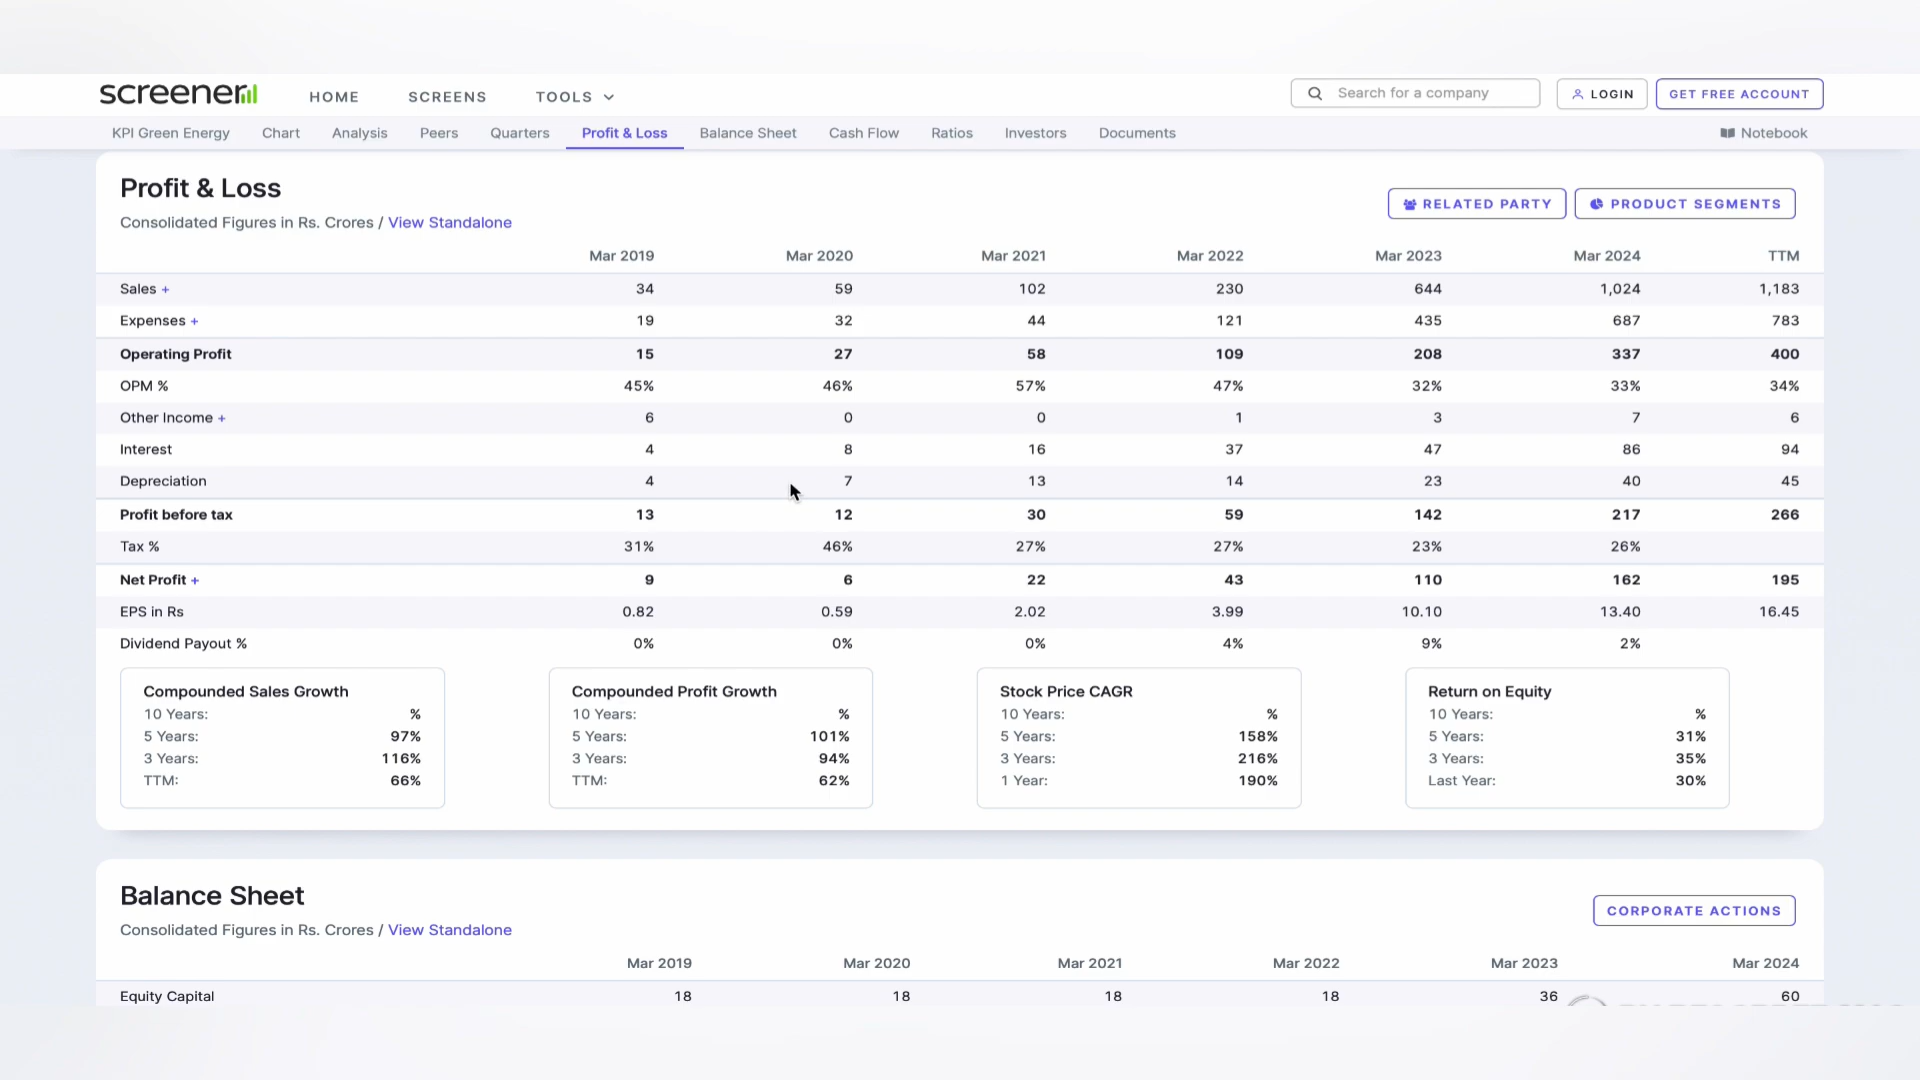 screener
HOME SCREENS TOOLS
Search for a company
LOGIN
GET FREE ACCOUNT
KPI Green Energy Chart Analysis Peers Quarters Profit & Loss Balance Sheet Cash Flow Ratios Investors Documents Notebook
Profit & Loss
Consolidated Figures in Rs. Crores / View Standalone
RELATED PARTY PRODUCT SEGMENTS
Mar 2019 Mar 2020 Mar 2021 Mar 2022 Mar 2023 Mar 2024 TTM
Sales + 34 59 102 230 644 1,024 1,183
Expenses + 19 32 44 121 435 687 783
Operating Profit 15 27 58 109 208 337 400
OPM % 45% 46% 57% 47% 32% 33% 34%
Other Income + 6 0 0 1 3 7 6
Interest 4 8 16 37 47 86 94
Depreciation 4 7 13 14 23 40 45
Profit before tax 13 12 30 59 142 217 266
Tax % 31% 46% 27% 27% 23% 26%
Net Profit + 9 6 22 43 110 162 195
EPS in Rs 0.82 0.59 2.02 3.99 10.10 13.40 16.45
Dividend Payout % 0% 0% 0% 4% 9% 2%
Compounded Sales Growth
10 Years: %
5 Years: 97%
3 Years: 116%
TTM: 66%
Compounded Profit Growth
10 Years: %
5 Years: 101%
3 Years: 94%
TTM: 62%
Stock Price CAGR
10 Years: %
5 Years: 158%
3 Years: 216%
1 Year: 190%
Return on Equity
10 Years: %
5 Years: 31%
3 Years: 35%
Last Year: 30%
Balance Sheet
Consolidated Figures in Rs. Crores / View Standalone
CORPORATE ACTIONS
Mar 2019 Mar 2020 Mar 2021 Mar 2022 Mar 2023 Mar 2024
Equity Capital 18 18 18 18 36 60